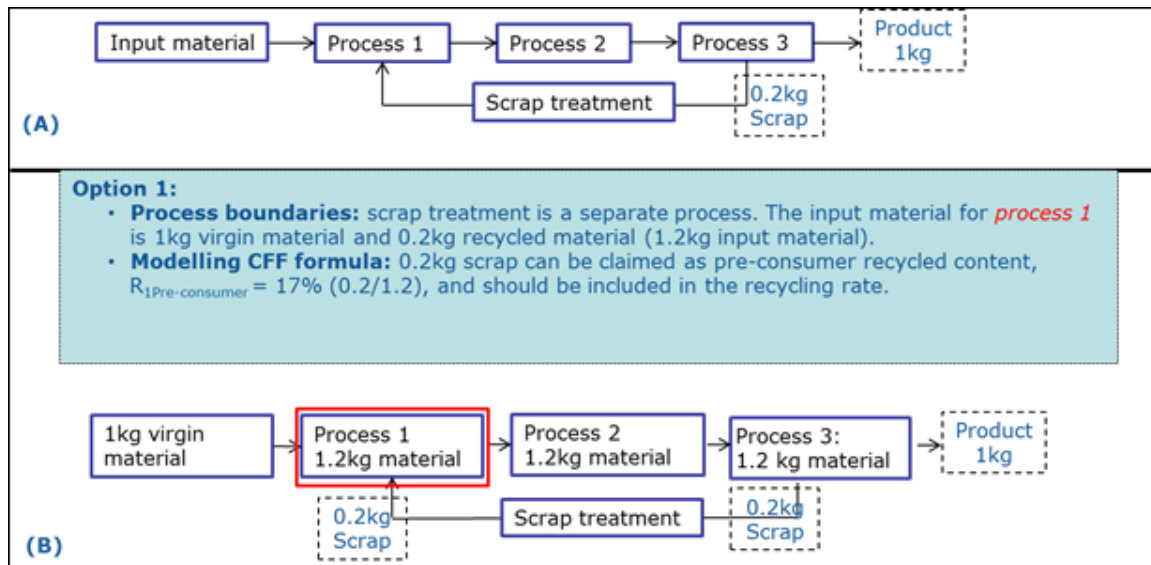 Input material
Process 1
Process 2
Process 3
Product
1kg
Scrap treatment
0.2kg
Scrap
(A)
Option 1:
• Process boundaries: scrap treatment is a separate process. The input material for process 1
is 1kg virgin material and 0.2kg recycled material (1.2kg input material).
• Modelling CFF formula: 0.2kg scrap can be claimed as pre-consumer recycled content,
R1Pre-consumer = 17% (0.2/1.2), and should be included in the recycling rate.
1kg virgin
material
Process 1
1.2kg material
Process 2
1.2kg material
Process 3:
1.2 kg material
Product
1kg
0.2kg
Scrap
Scrap treatment
0.2kg
Scrap
(B)